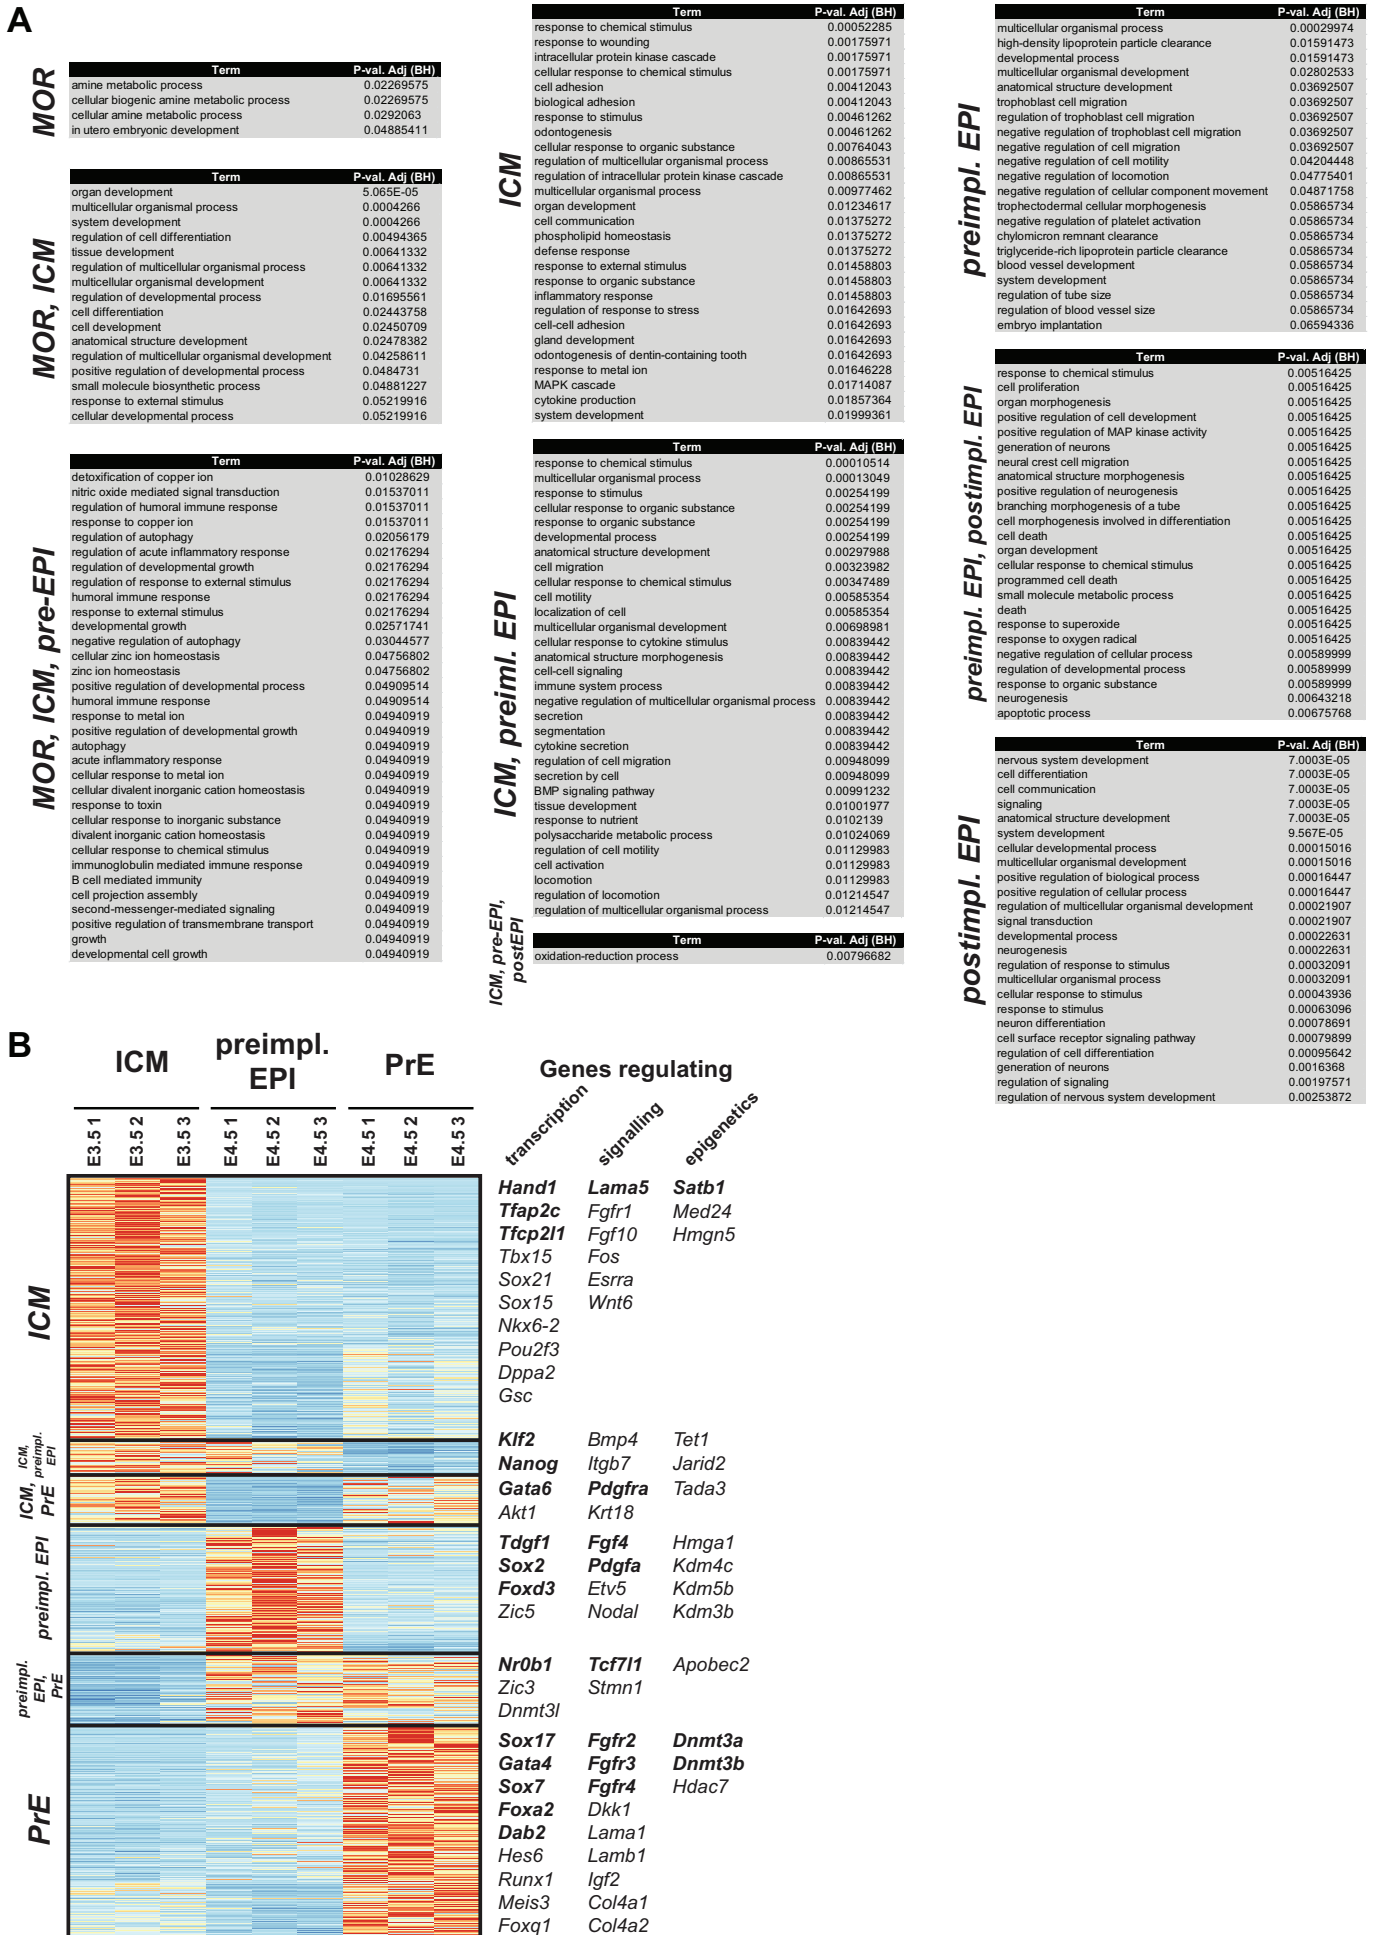 A
MOR
Term P-val. Adj (BH)
amine metabolic process 0.02269575
cellular biogenic amine metabolic process 0.02269575
cellular amine metabolic process 0.0292063
in utero embryonic development 0.04885411
MOR, ICM
Term P-val. Adj (BH)
organ development 5.065E-05
multicellular organismal process 0.0004266
system development 0.0004266
regulation of cell differentiation 0.00494365
tissue development 0.00641332
regulation of multicellular organismal process 0.00641332
multicellular organismal development 0.00641332
regulation of developmental process 0.01695561
cell differentiation 0.02443758
cell development 0.02450709
anatomical structure development 0.02478382
regulation of multicellular organismal development 0.04258611
positive regulation of developmental process 0.0484731
small molecule biosynthetic process 0.04881227
response to external stimulus 0.05219916
cellular developmental process 0.05219916
MOR, ICM, pre-EPI
Term P-val. Adj (BH)
detoxification of copper ion 0.01028629
nitric oxide mediated signal transduction 0.01537011
regulation of humoral immune response 0.01537011
response to copper ion 0.01537011
regulation of autophagy 0.02056179
regulation of acute inflammatory response 0.02176294
regulation of developmental growth 0.02176294
regulation of response to external stimulus 0.02176294
humoral immune response 0.02176294
response to external stimulus 0.02176294
developmental growth 0.02571741
negative regulation of autophagy 0.03044577
cellular zinc ion homeostasis 0.04756802
zinc ion homeostasis 0.04756802
positive regulation of developmental process 0.04909514
humoral immune response 0.04909514
response to metal ion 0.04940919
positive regulation of developmental growth 0.04940919
autophagy 0.04940919
acute inflammatory response 0.04940919
cellular response to metal ion 0.04940919
cellular divalent inorganic cation homeostasis 0.04940919
response to toxin 0.04940919
cellular response to inorganic substance 0.04940919
divalent inorganic cation homeostasis 0.04940919
cellular response to chemical stimulus 0.04940919
immunoglobulin mediated immune response 0.04940919
B cell mediated immunity 0.04940919
cell projection assembly 0.04940919
second-messenger-mediated signaling 0.04940919
positive regulation of transmembrane transport 0.04940919
growth 0.04940919
developmental cell growth 0.04940919
ICM
Term P-val. Adj (BH)
response to chemical stimulus 0.00052285
response to wounding 0.00175971
intracellular protein kinase cascade 0.00175971
cellular response to chemical stimulus 0.00175971
cell adhesion 0.00412043
biological adhesion 0.00412043
response to stimulus 0.00461262
odontogenesis 0.00461262
cellular response to organic substance 0.00764043
regulation of multicellular organismal process 0.00865531
regulation of intracellular protein kinase cascade 0.00865531
multicellular organismal process 0.00977462
organ development 0.01234617
cell communication 0.01375272
phospholipid homeostasis 0.01375272
defense response 0.01375272
response to external stimulus 0.01458803
response to organic substance 0.01458803
inflammatory response 0.01458803
regulation of response to stress 0.01642693
cell-cell adhesion 0.01642693
gland development 0.01642693
odontogenesis of dentin-containing tooth 0.01642693
response to metal ion 0.01646228
MAPK cascade 0.01714087
cytokine production 0.01857364
system development 0.01999361
ICM, preiml. EPI
Term P-val. Adj (BH)
response to chemical stimulus 0.00010514
multicellular organismal process 0.00013049
response to stimulus 0.00254199
cellular response to organic substance 0.00254199
response to organic substance 0.00254199
developmental process 0.00254199
anatomical structure development 0.00297988
cell migration 0.00323982
cellular response to chemical stimulus 0.00347489
cell motility 0.00585354
localization of cell 0.00585354
multicellular organismal development 0.00698981
cellular response to cytokine stimulus 0.00839442
anatomical structure morphogenesis 0.00839442
cell-cell signaling 0.00839442
immune system process 0.00839442
negative regulation of multicellular organismal process 0.00839442
secretion 0.00839442
segmentation 0.00839442
cytokine secretion 0.00839442
regulation of cell migration 0.00948099
secretion by cell 0.00948099
BMP signaling pathway 0.00991232
tissue development 0.01001977
response to nutrient 0.0102139
polysaccharide metabolic process 0.01024069
regulation of cell motility 0.01129983
cell activation 0.01129983
locomotion 0.01129983
regulation of locomotion 0.01214547
regulation of multicellular organismal process 0.01214547
ICM, pre-EPI,
postEPI
Term P-val. Adj (BH)
oxidation-reduction process 0.00796682
preimpl. EPI
Term P-val. Adj (BH)
multicellular organismal process 0.00029974
high-density lipoprotein particle clearance 0.01591473
developmental process 0.01591473
multicellular organismal development 0.02802533
anatomical structure development 0.03692507
trophoblast cell migration 0.03692507
regulation of trophoblast cell migration 0.03692507
negative regulation of trophoblast cell migration 0.03692507
negative regulation of cell migration 0.03692507
negative regulation of cell motility 0.04204448
negative regulation of locomotion 0.04775401
negative regulation of cellular component movement 0.04871758
trophectodermal cellular morphogenesis 0.05865734
negative regulation of platelet activation 0.05865734
chylomicron remnant clearance 0.05865734
triglyceride-rich lipoprotein particle clearance 0.05865734
blood vessel development 0.05865734
system development 0.05865734
regulation of tube size 0.05865734
regulation of blood vessel size 0.05865734
embryo implantation 0.06594336
preimpl. EPI, postimpl. EPI
Term P-val. Adj (BH)
response to chemical stimulus 0.00516425
cell proliferation 0.00516425
organ morphogenesis 0.00516425
positive regulation of cell development 0.00516425
positive regulation of MAP kinase activity 0.00516425
generation of neurons 0.00516425
neural crest cell migration 0.00516425
anatomical structure morphogenesis 0.00516425
positive regulation of neurogenesis 0.00516425
branching morphogenesis of a tube 0.00516425
cell morphogenesis involved in differentiation 0.00516425
cell death 0.00516425
organ development 0.00516425
cellular response to chemical stimulus 0.00516425
programmed cell death 0.00516425
small molecule metabolic process 0.00516425
death 0.00516425
response to superoxide 0.00516425
response to oxygen radical 0.00516425
negative regulation of cellular process 0.00589999
regulation of developmental process 0.00589999
response to organic substance 0.00589999
neurogenesis 0.00643218
apoptotic process 0.00675768
postimpl. EPI
Term P-val. Adj (BH)
nervous system development 7.0003E-05
cell differentiation 7.0003E-05
cell communication 7.0003E-05
signaling 7.0003E-05
anatomical structure development 7.0003E-05
system development 9.567E-05
cellular developmental process 0.00015016
multicellular organismal development 0.00015016
positive regulation of biological process 0.00016447
positive regulation of cellular process 0.00016447
regulation of multicellular organismal development 0.00021907
signal transduction 0.00021907
developmental process 0.00022631
neurogenesis 0.00022631
regulation of response to stimulus 0.00032091
multicellular organismal process 0.00032091
cellular response to stimulus 0.00043936
response to stimulus 0.00063096
neuron differentiation 0.00078691
cell surface receptor signaling pathway 0.00079899
regulation of cell differentiation 0.00095642
generation of neurons 0.0016368
regulation of signaling 0.00197571
regulation of nervous system development 0.00253872
B
ICM preimpl. EPI PrE
E3.5 1 E3.5 2 E3.5 3 E4.5 1 E4.5 2 E4.5 3 E4.5 1 E4.5 2 E4.5 3
Genes regulating
transcription signalling epigenetics
ICM
Hand1 Lama5 Satb1
Tfap2c Fgfr1 Med24
Tfcp2l1 Fgf10 Hmgn5
Tbx15 Fos
Sox21 Esrra
Sox15 Wnt6
Nkx6-2
Pou2f3
Dppa2
Gsc
ICM, preimpl. EPI
Klf2 Bmp4 Tet1
Nanog Itgb7 Jarid2
ICM, PrE
Gata6 Pdgfra Tada3
Akt1 Krt18
preimpl. EPI
Tdgf1 Fgf4 Hmga1
Sox2 Pdgfa Kdm4c
Foxd3 Etv5 Kdm5b
Zic5 Nodal Kdm3b
preimpl. EPI, PrE
Nr0b1 Tcf7l1 Apobec2
Zic3 Stmn1
Dnmt3l
PrE
Sox17 Fgfr2 Dnmt3a
Gata4 Fgfr3 Dnmt3b
Sox7 Fgfr4 Hdac7
Foxa2 Dkk1
Dab2 Lama1
Hes6 Lamb1
Runx1 Igf2
Meis3 Col4a1
Foxq1 Col4a2